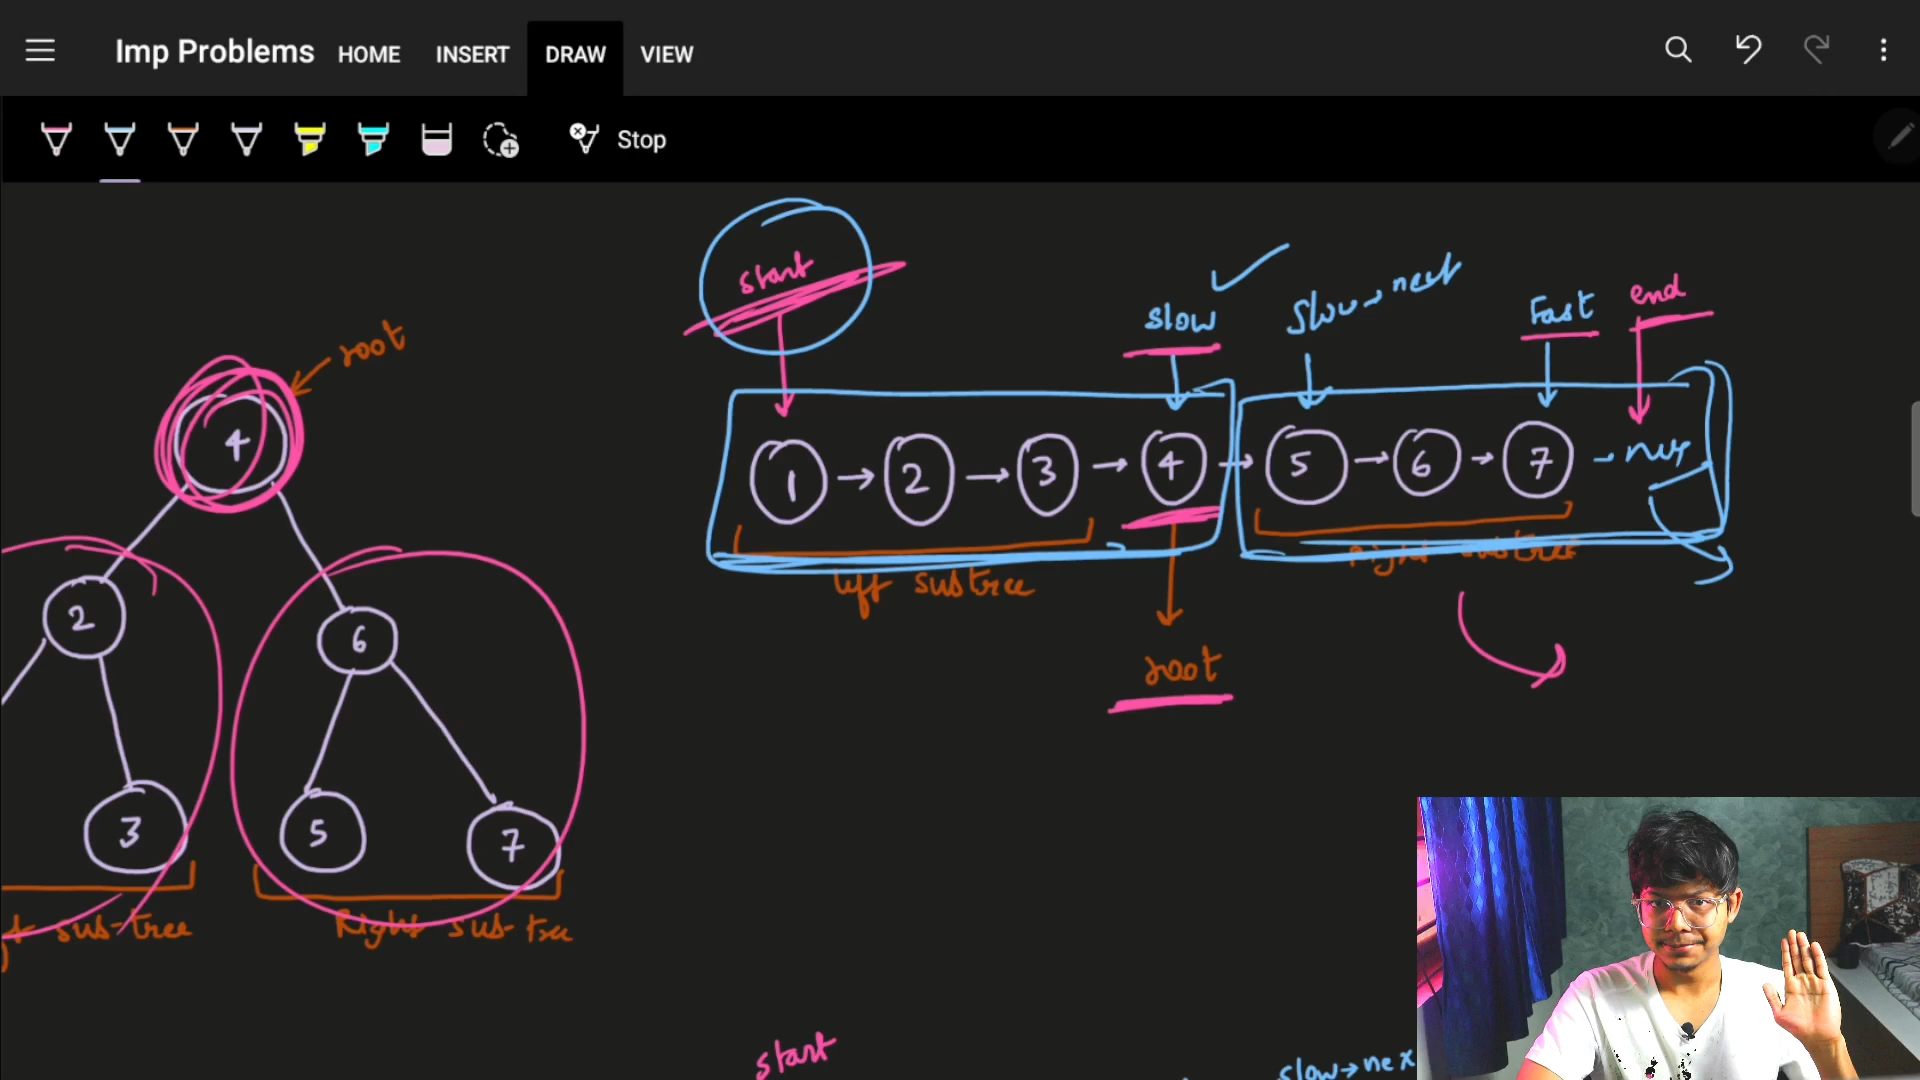 Imp Problems HOME INSERT DRAW VIEW
Stop
start
slow
slow → next
Fast
end
root
4
1 → 2 → 3 → 4 → 5 → 6 → 7 →
left subtree
Right subtree
2
6
root
3
5
7
sub-tree
Right sub-tree
start
slow→nex